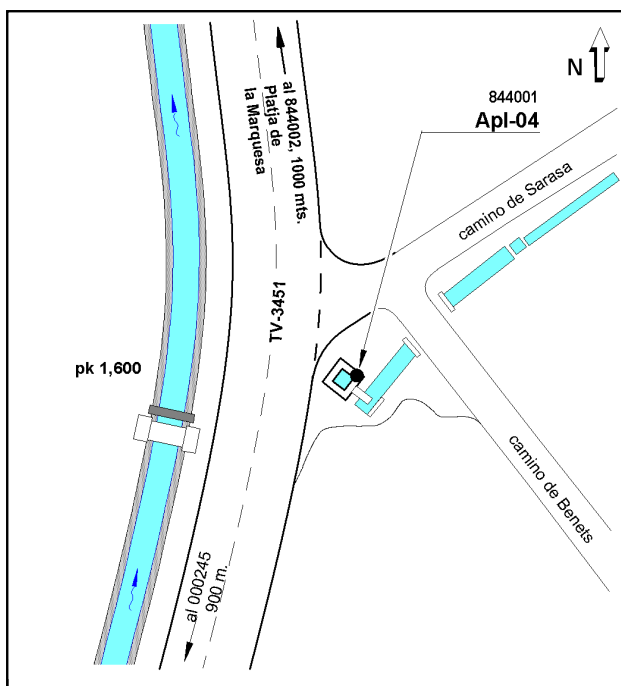 N
844001
Apl-04
al 844002, 1000 mts.
Platja de
la Marquesa
camino de Sarasa
TV-3451
pk 1,600
camino de Benets
al 000245
900 m.